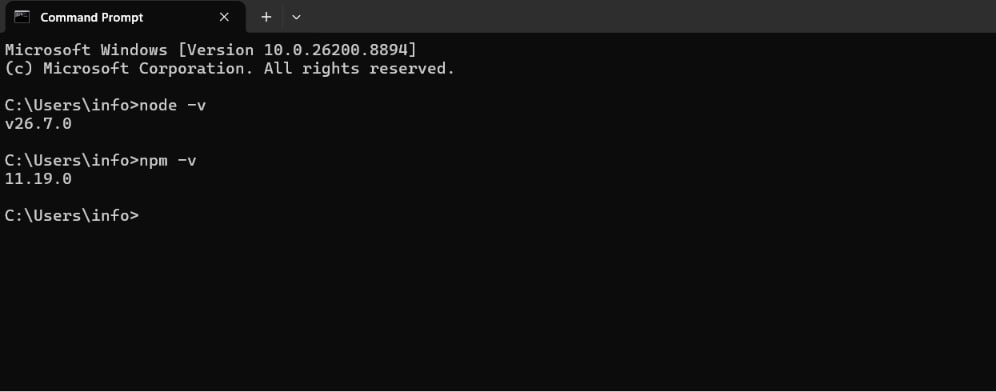 Command Prompt
Microsoft Windows [Version 10.0.26200.8894]
(c) Microsoft Corporation. All rights reserved.
C:\Users\info>node -v
v26.7.0
C:\Users\info>npm -v
11.19.0
C:\Users\info>